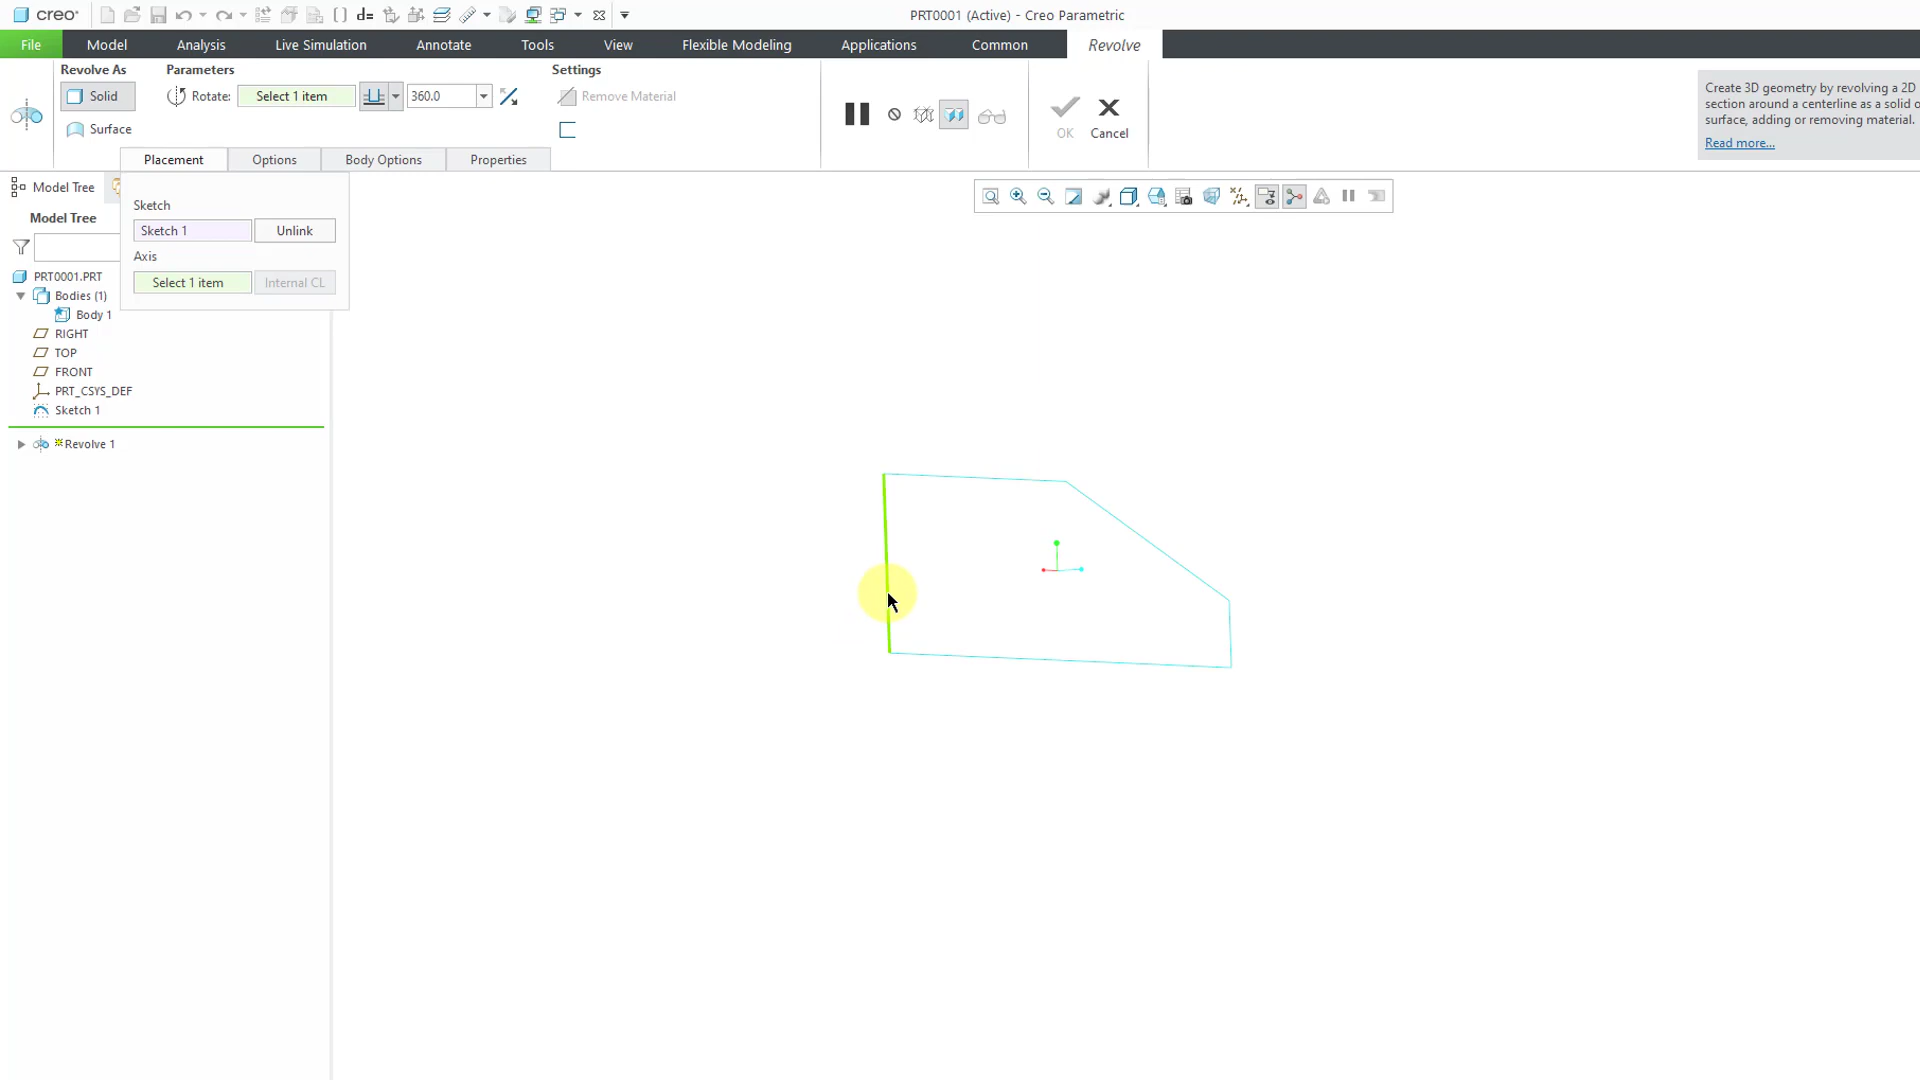 creo
PRT0001 (Active) - Creo Parametric
File Model Analysis Live Simulation Annotate Tools View Flexible Modeling Applications Common Revolve
Revolve As Parameters Settings
Solid Rotate: Select 1 item 360.0 Remove Material
Surface
OK Cancel
Create 3D geometry by revolving a 2D
section around a centerline as a solid o
surface, adding or removing material.
Read more...
Placement Options Body Options Properties
Model Tree
Sketch
Sketch 1 Unlink
Axis
Select 1 item Internal CL
Model Tree
PRT0001.PRT
Bodies (1)
Body 1
RIGHT
TOP
FRONT
PRT_CSYS_DEF
Sketch 1
Revolve 1